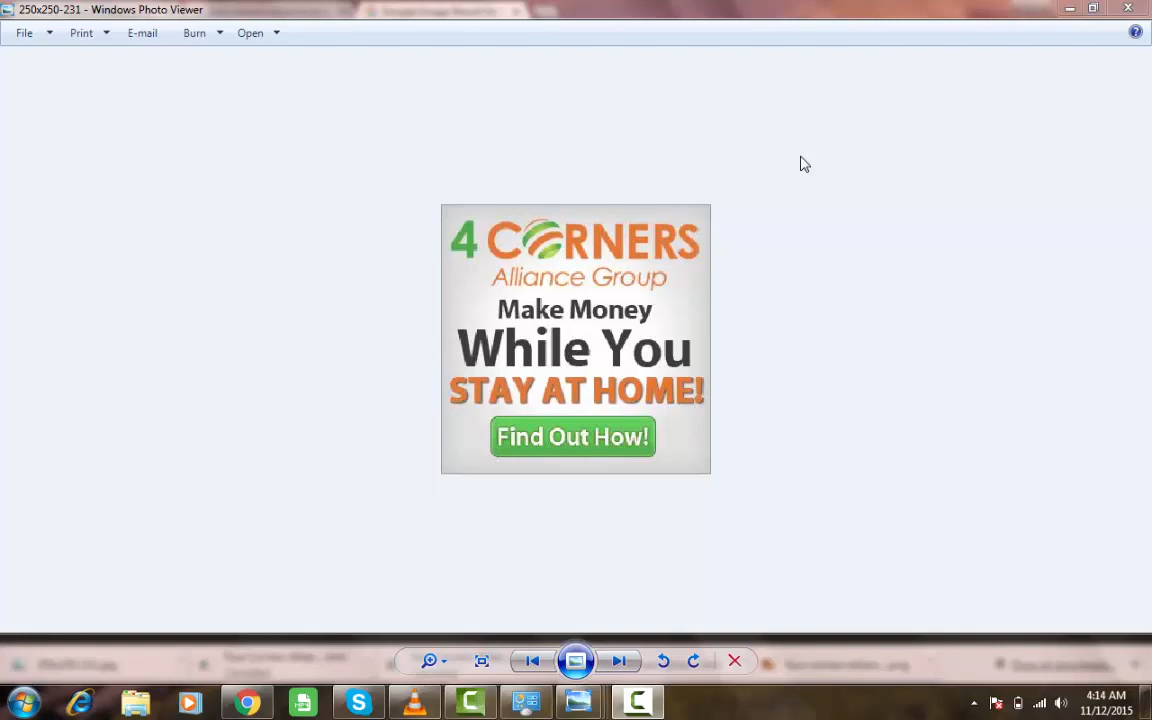 250x250-231 - Windows Photo Viewer
File Print E-mail Burn Open
4 CORNERS
Alliance Group
Make Money
While You
STAY AT HOME!
Find Out How!
4:14 AM
11/12/2015